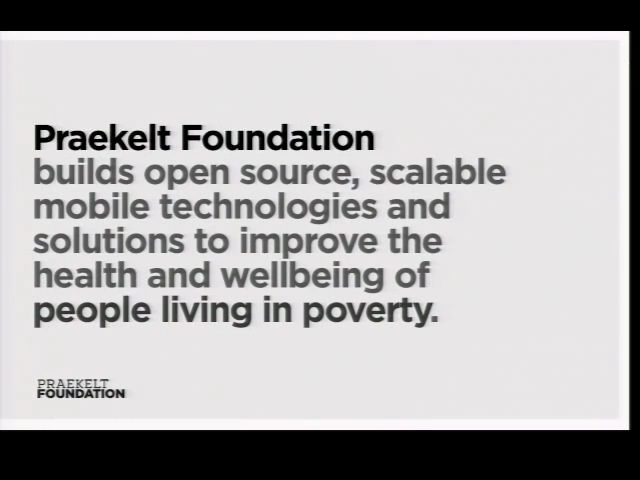 Praekelt Foundation
builds open source, scalable
mobile technologies and
solutions to improve the
health and wellbeing of
people living in poverty.
PRAEKELT
FOUNDATION